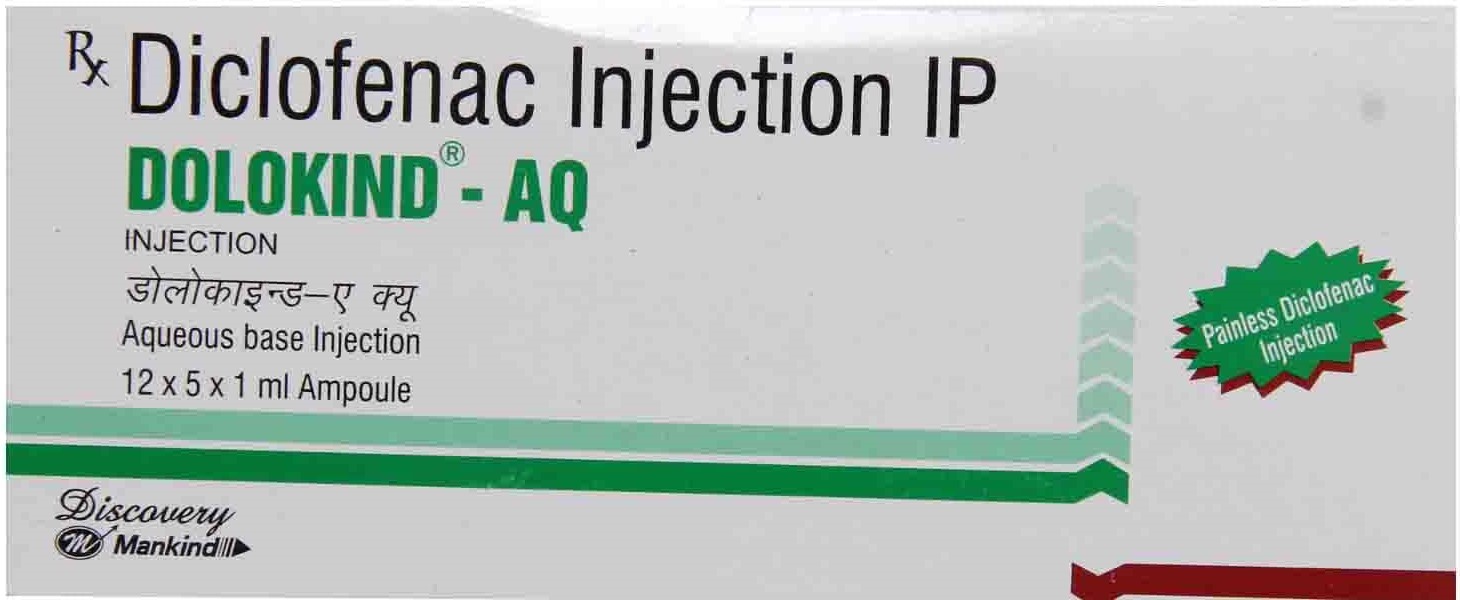 Rx Diclofenac Injection IP
DOLOKIND® - AQ
INJECTION
डोलोकाइन्ड–ए क्यू
Aqueous base Injection
12 x 5 x 1 ml Ampoule
Painless Diclofenac
Injection
Discovery
m Mankind